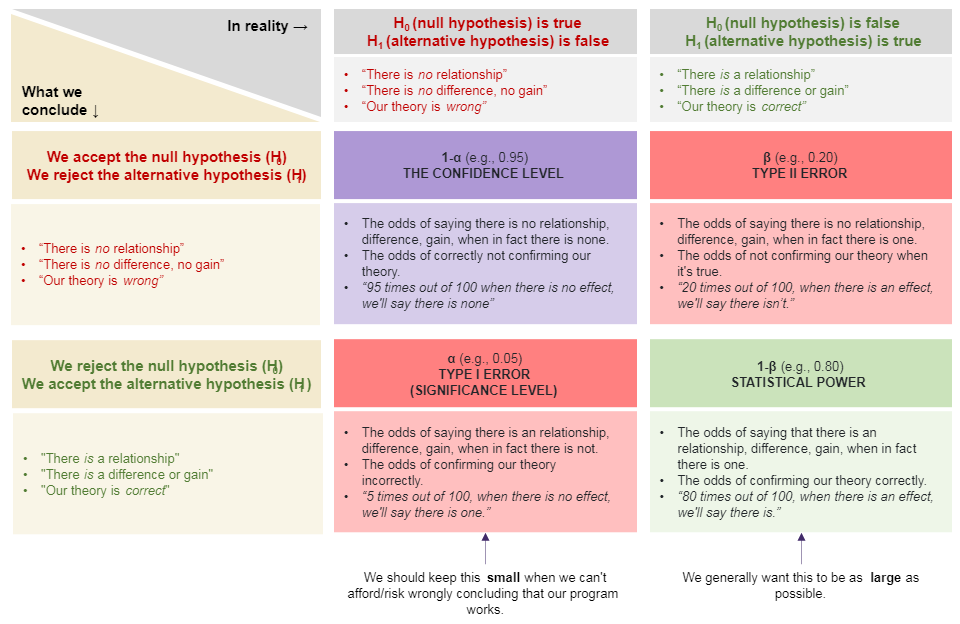 In reality →
What we
conclude ↓
H0 (null hypothesis) is true
H1 (alternative hypothesis) is false
H0 (null hypothesis) is false
H1 (alternative hypothesis) is true
• “There is no relationship”
• “There is no difference, no gain”
• “Our theory is wrong”
• “There is a relationship”
• “There is a difference or gain”
• “Our theory is correct”
We accept the null hypothesis (H0)
We reject the alternative hypothesis (H1)
1-α (e.g., 0.95)
THE CONFIDENCE LEVEL
β (e.g., 0.20)
TYPE II ERROR
• “There is no relationship”
• “There is no difference, no gain”
• “Our theory is wrong”
• The odds of saying there is no relationship,
difference, gain, when in fact there is none.
• The odds of correctly not confirming our
theory.
• “95 times out of 100 when there is no effect,
we'll say there is none”
• The odds of saying there is no relationship,
difference, gain, when in fact there is one.
• The odds of not confirming our theory when
it's true.
• “20 times out of 100, when there is an effect,
we'll say there isn’t.”
We reject the null hypothesis (H0)
We accept the alternative hypothesis (H1)
α (e.g., 0.05)
TYPE I ERROR
(SIGNIFICANCE LEVEL)
1-β (e.g., 0.80)
STATISTICAL POWER
• "There is a relationship"
• "There is a difference or gain"
• "Our theory is correct"
• The odds of saying there is an relationship,
difference, gain, when in fact there is not.
• The odds of confirming our theory
incorrectly.
• “5 times out of 100, when there is no effect,
we'll say there is one.”
• The odds of saying that there is an
relationship, difference, gain, when in fact
there is one.
• The odds of confirming our theory correctly.
• “80 times out of 100, when there is an effect,
we'll say there is.”
We should keep this small when we can't
afford/risk wrongly concluding that our program
works.
We generally want this to be as large as
possible.